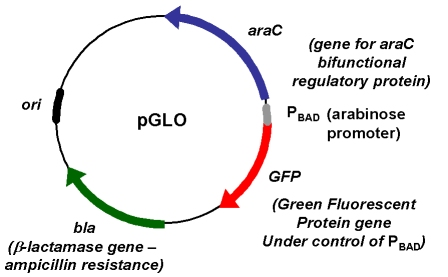 araC
(gene for araC
bifunctional
regulatory protein)
ori
pGLO
PBAD (arabinose
promoter)
GFP
(Green Fluorescent
Protein gene
Under control of PBAD)
bla
(β-lactamase gene –
ampicillin resistance)